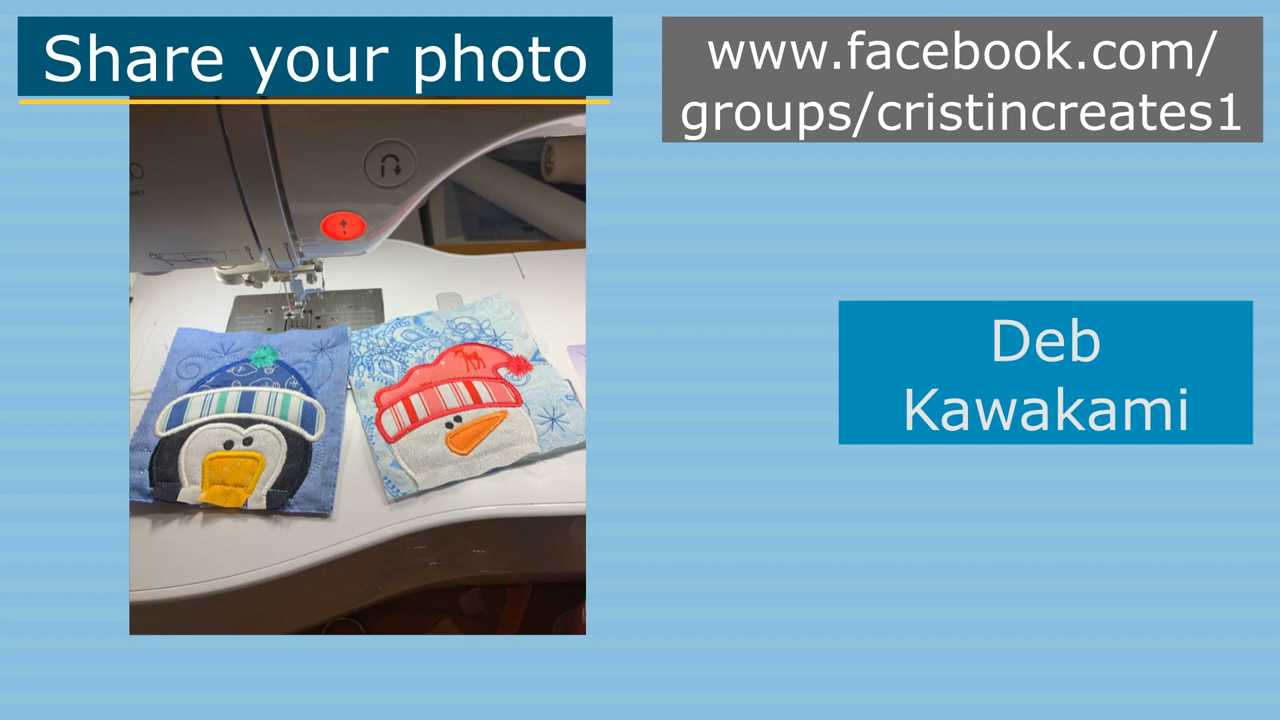 Share your photo
www.facebook.com/
groups/cristincreates1
Deb
Kawakami